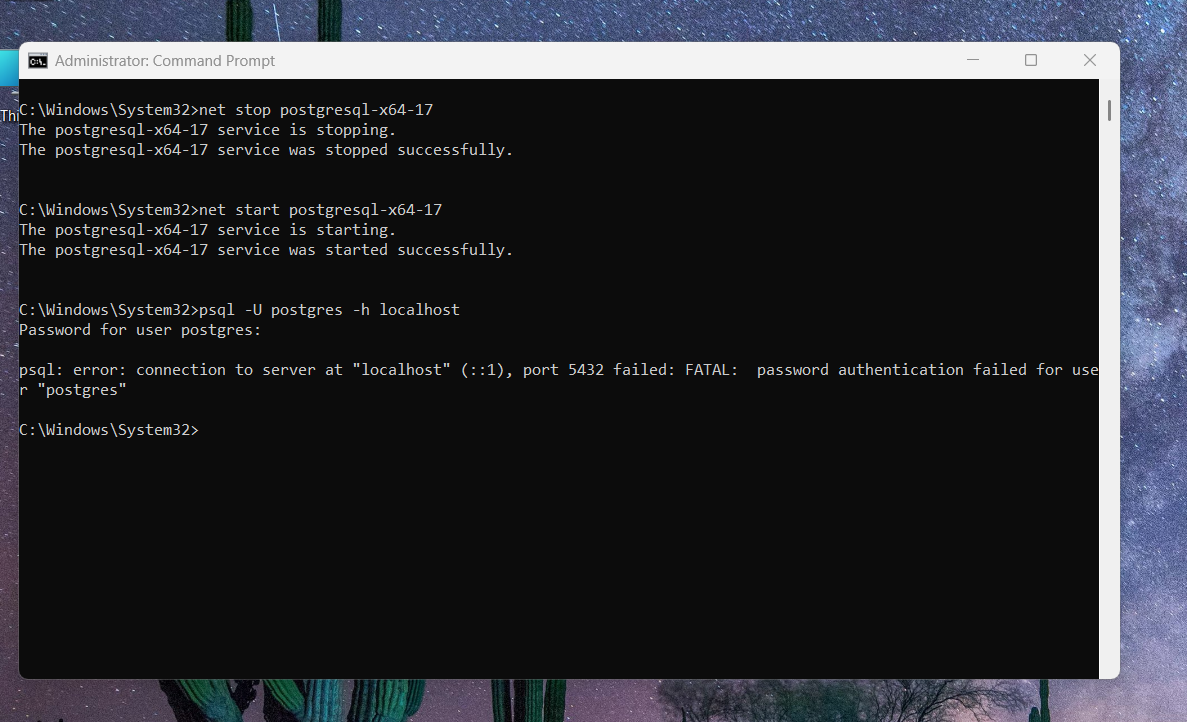 Administrator: Command Prompt
C:\Windows\System32>net stop postgresql-x64-17
Thi
The postgresql-x64-17 service is stopping.
The postgresql-x64-17 service was stopped successfully.
C:\Windows\System32>net start postgresql-x64-17
The postgresql-x64-17 service is starting.
The postgresql-x64-17 service was started successfully.
C:\Windows\System32>psql -U postgres -h localhost
Password for user postgres:
psql: error: connection to server at "localhost" (::1), port 5432 failed: FATAL:  password authentication failed for use
r "postgres"
C:\Windows\System32>